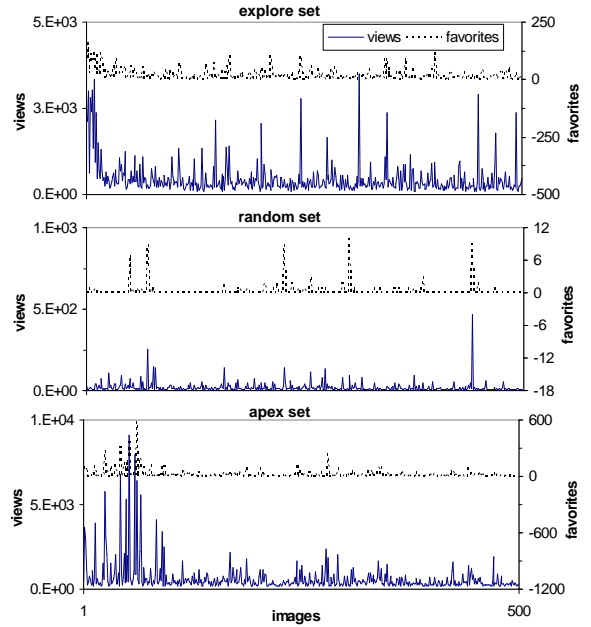 explore set
5.E+03
3.E+03
0.E+00
views
views favorites
250
0
-250
-500
favorites
random set
1.E+03
5.E+02
0.E+00
views
12
6
0
-6
-12
-18
favorites
apex set
1.E+04
5.E+03
0.E+00
views
600
0
-600
-1200
favorites
1 images 500